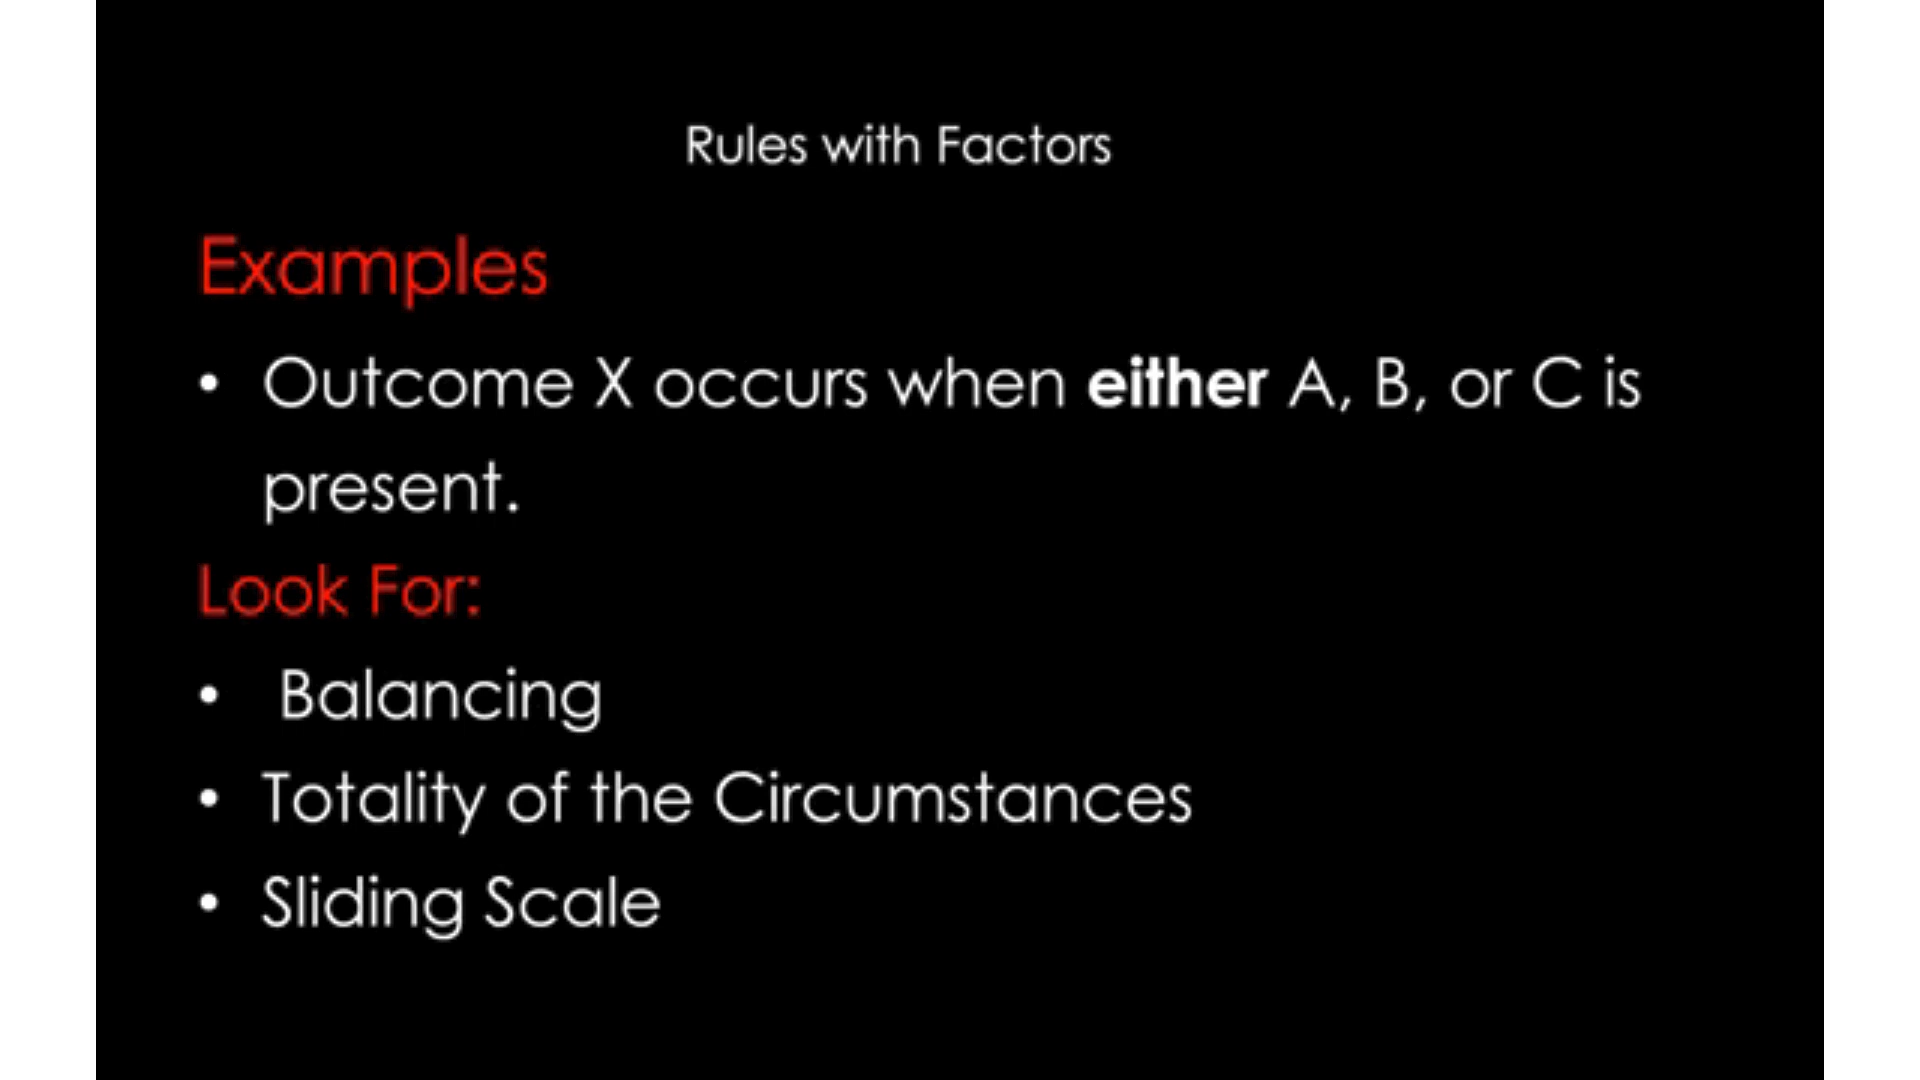 Rules with Factors
Examples
• Outcome X occurs when either A, B, or C is
present.
Look For:
• Balancing
• Totality of the Circumstances
• Sliding Scale